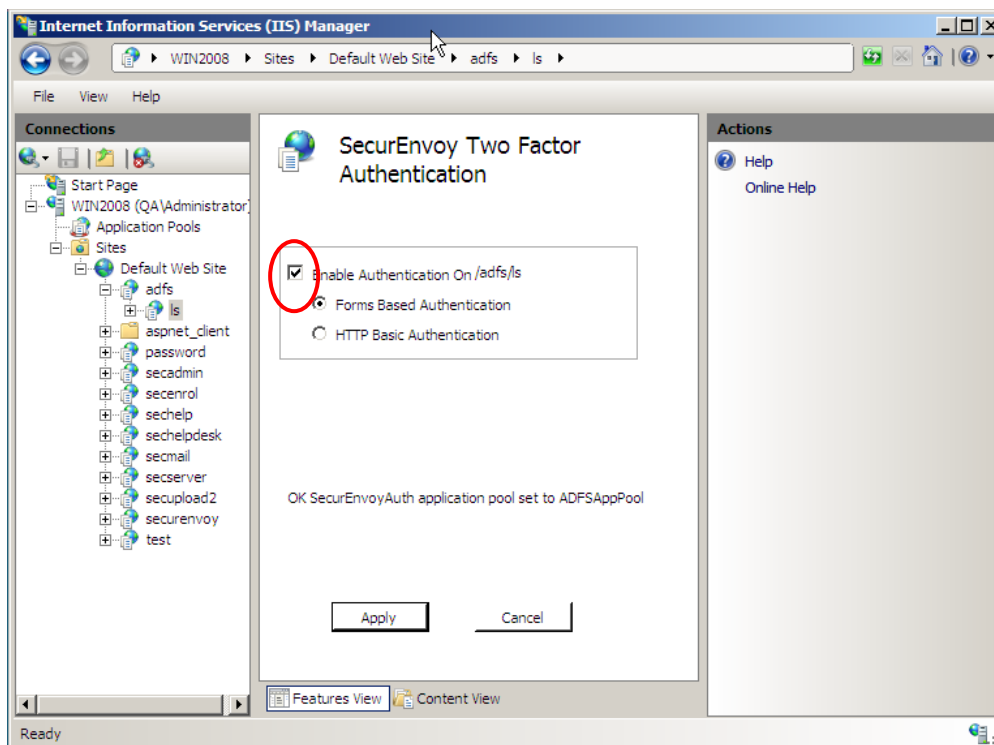 Internet Information Services (IIS) Manager
WIN2008 Sites Default Web Site adfs ls
File View Help
Connections
Start Page
WIN2008 (QA\Administrator)
Application Pools
Sites
Default Web Site
adfs
ls
aspnet_client
password
secadmin
secenrol
sechelp
sechelpdesk
secmail
secserver
secupload2
securenvoy
test
SecurEnvoy Two Factor
Authentication
Enable Authentication On /adfs/ls
Forms Based Authentication
HTTP Basic Authentication
OK SecurEnvoyAuth application pool set to ADFSAppPool
Apply Cancel
Features View Content View
Actions
Help
Online Help
Ready